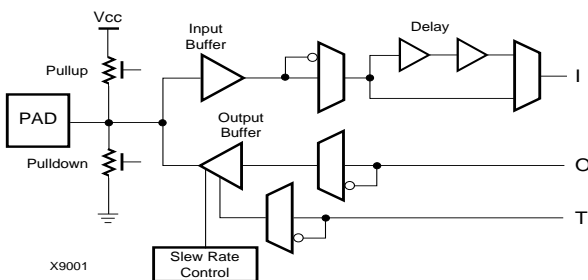 Vcc
Pullup
Input
Buffer
Delay
I
PAD
Pulldown
Output
Buffer
O
T
Slew Rate
Control
X9001